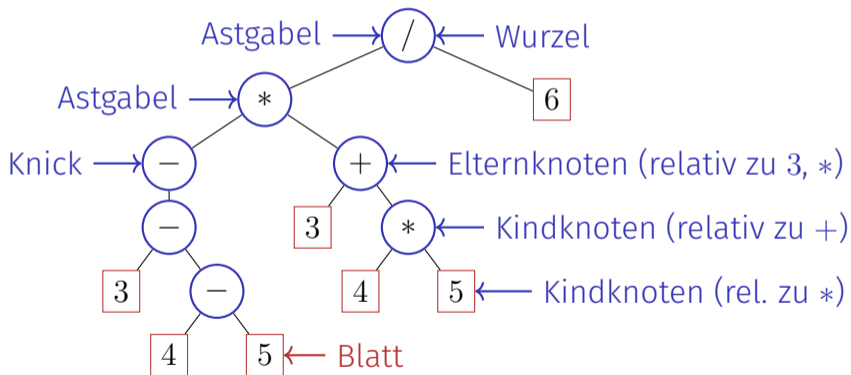 Astgabel / Wurzel
Astgabel * 6
Knick − + Elternknoten (relativ zu 3, *)
− 3 * Kindknoten (relativ zu +)
3 − 4 5 Kindknoten (rel. zu *)
4 5 Blatt